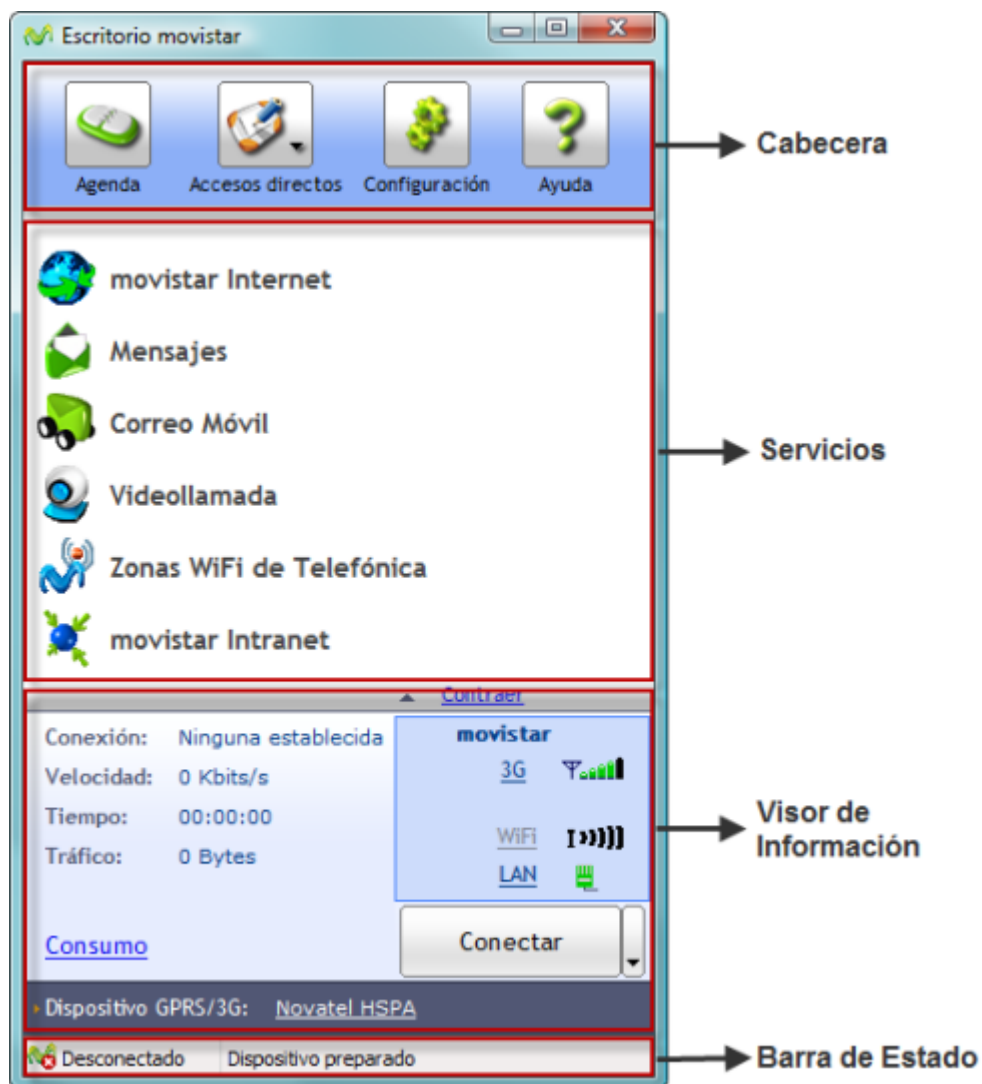 Escritorio movistar
Agenda
Accesos directos
Configuración
Ayuda
Cabecera
movistar Internet
Mensajes
Correo Móvil
Videollamada
Zonas WiFi de Telefónica
movistar Intranet
Servicios
Contraer
Conexión: Ninguna establecida
Velocidad: 0 Kbits/s
Tiempo: 00:00:00
Tráfico: 0 Bytes
movistar
3G
WiFi
LAN
Visor de
Información
Consumo
Conectar
Dispositivo GPRS/3G: Novatel HSPA
Desconectado
Dispositivo preparado
Barra de Estado